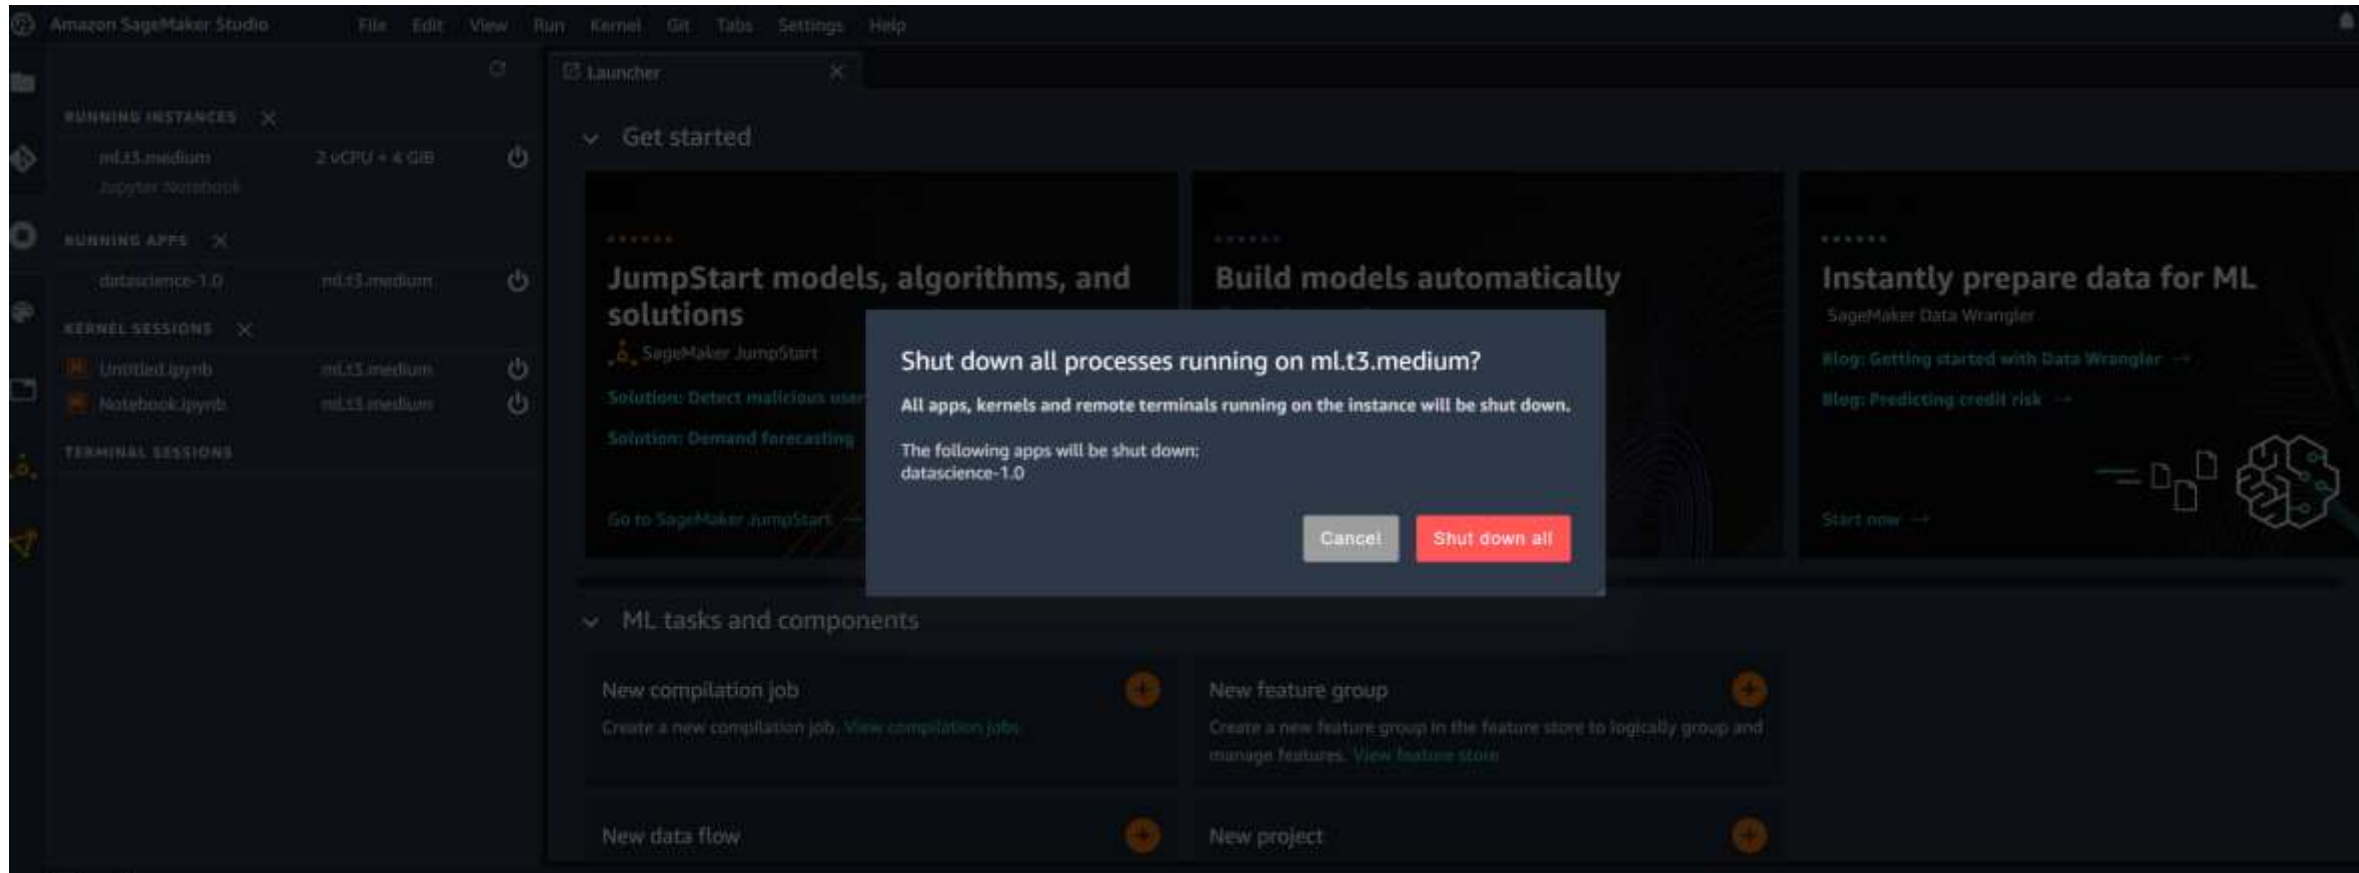 Amazon SageMaker Studio File Edit View Run Kernel Git Tabs Settings Help
Launcher
RUNNING INSTANCES
ml.t3.medium 2 vCPU + 4 GiB
Jupyter Notebook
RUNNING APPS
datascience-1.0 ml.t3.medium
KERNEL SESSIONS
Untitled.ipynb ml.t3.medium
Notebook.ipynb ml.t3.medium
TERMINAL SESSIONS
Get started
JumpStart models, algorithms, and
solutions
SageMaker JumpStart
Solution: Detect malicious user
Solution: Demand forecasting
Go to SageMaker JumpStart →
Build models automatically
Instantly prepare data for ML
SageMaker Data Wrangler
Blog: Getting started with Data Wrangler →
Blog: Predicting credit risk →
Start now →
Shut down all processes running on ml.t3.medium?
All apps, kernels and remote terminals running on the instance will be shut down.
The following apps will be shut down:
datascience-1.0
Cancel Shut down all
ML tasks and components
New compilation job
Create a new compilation job. View compilation jobs
New feature group
Create a new feature group in the feature store to logically group and
manage features. View feature store
New data flow
New project